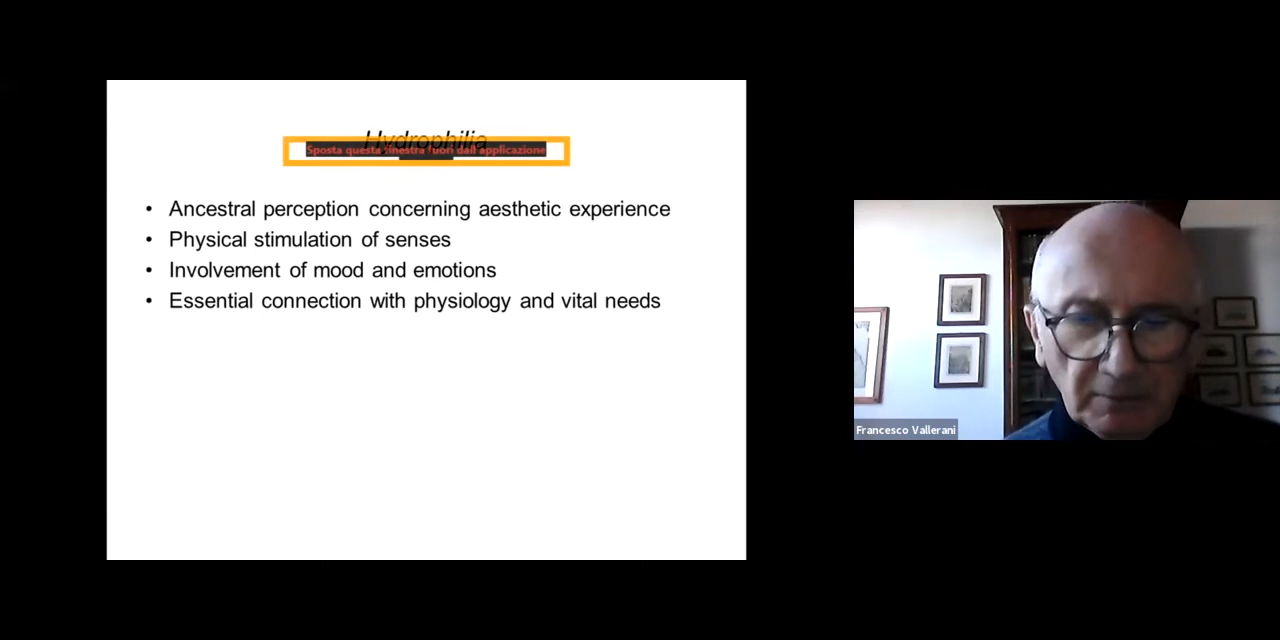 Hydrophilia
Sposta questa finestra fuori dall'applicazione
• Ancestral perception concerning aesthetic experience
• Physical stimulation of senses
• Involvement of mood and emotions
• Essential connection with physiology and vital needs
Francesco Vallerani